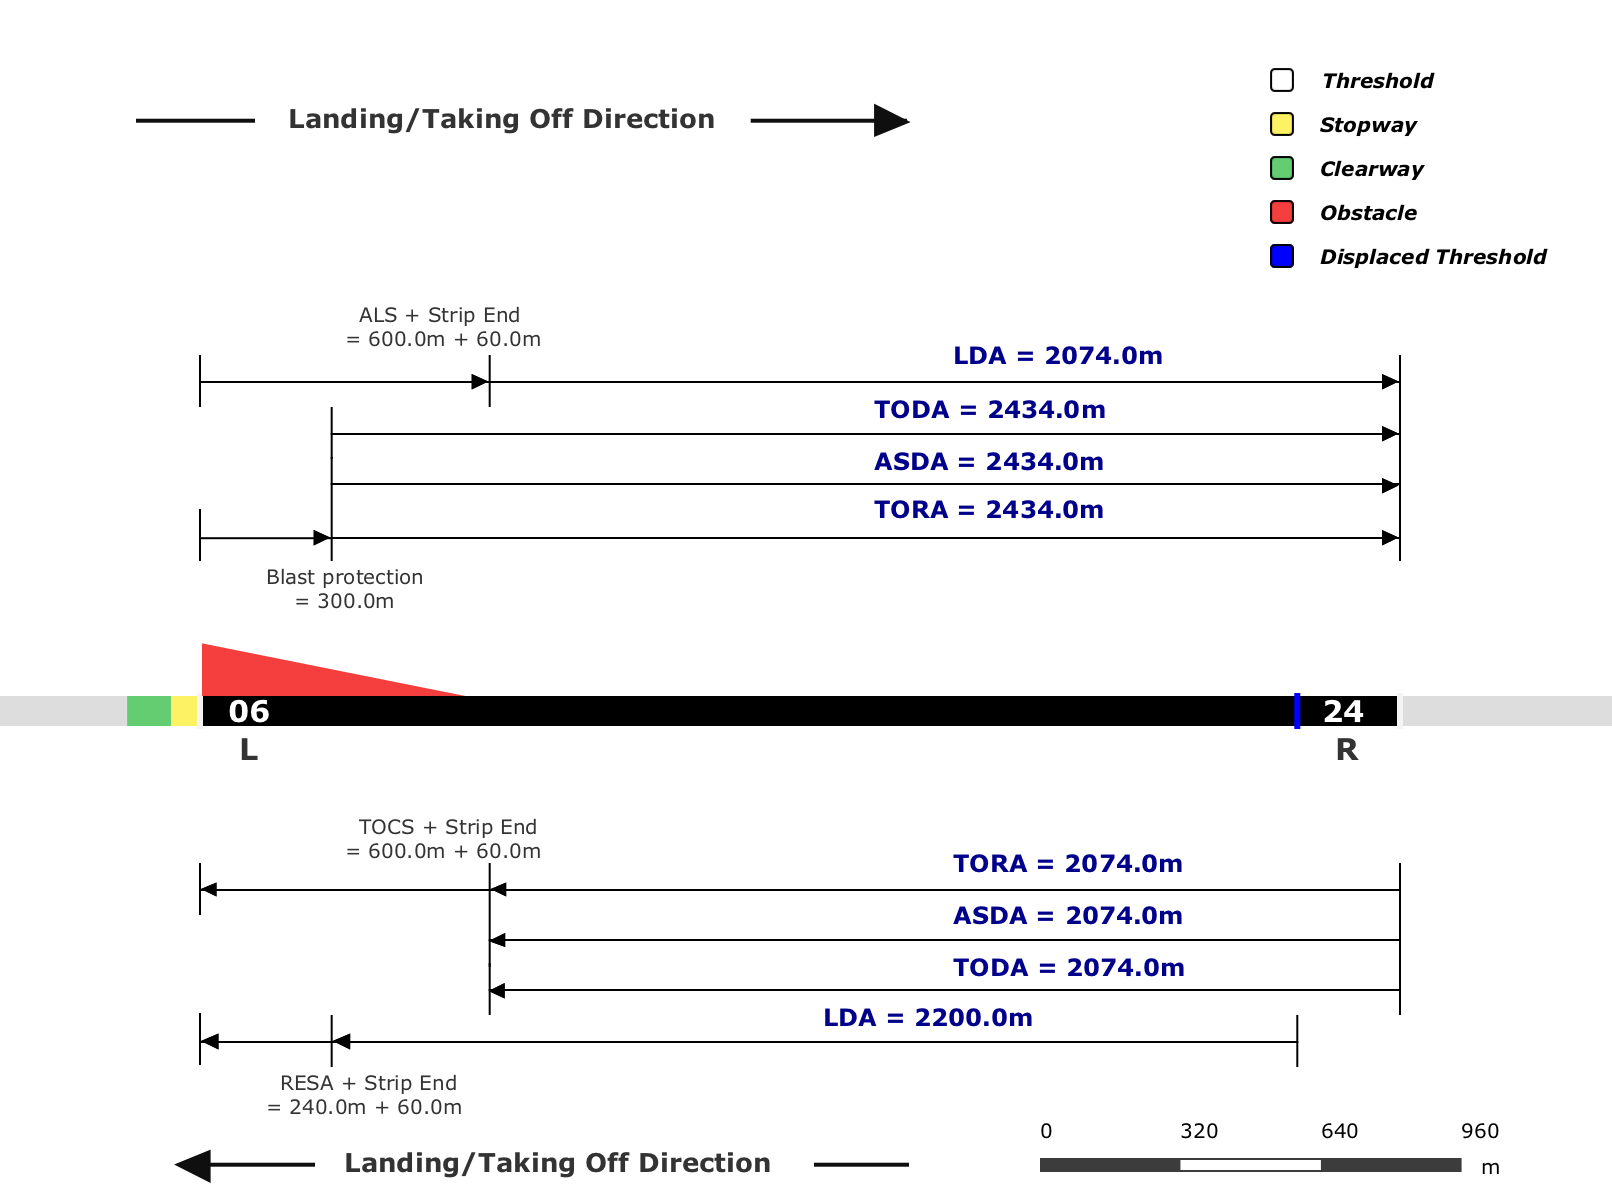 Landing/Taking Off Direction
Threshold
Stopway
Clearway
Obstacle
Displaced Threshold
ALS + Strip End
= 600.0m + 60.0m
LDA = 2074.0m
TODA = 2434.0m
ASDA = 2434.0m
TORA = 2434.0m
Blast protection
= 300.0m
06
24
L
R
TOCS + Strip End
= 600.0m + 60.0m
TORA = 2074.0m
ASDA = 2074.0m
TODA = 2074.0m
LDA = 2200.0m
RESA + Strip End
= 240.0m + 60.0m
Landing/Taking Off Direction
0 320 640 960
m